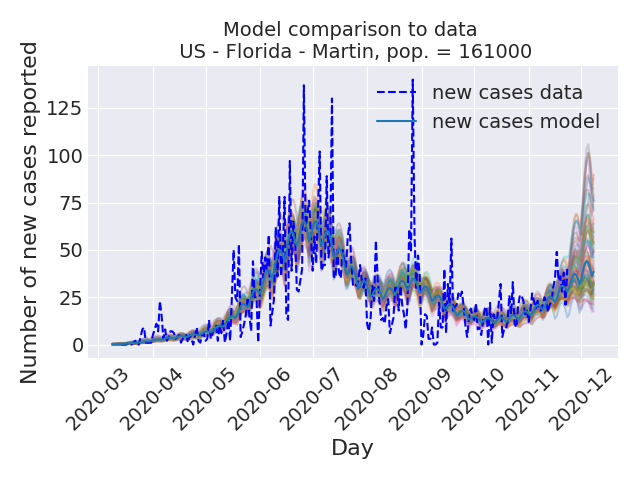 Model comparison to data
US - Florida - Martin, pop. = 161000
Number of new cases reported
125
100
75
50
25
0
new cases data
new cases model
2020-03
2020-04
2020-05
2020-06
2020-07
2020-08
2020-09
2020-10
2020-11
2020-12
Day